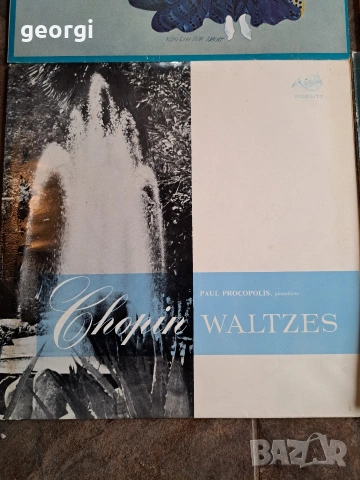 georgi
PAUL PROCOPOLIS, pianoforte
Chopin WALTZES
BAZAR